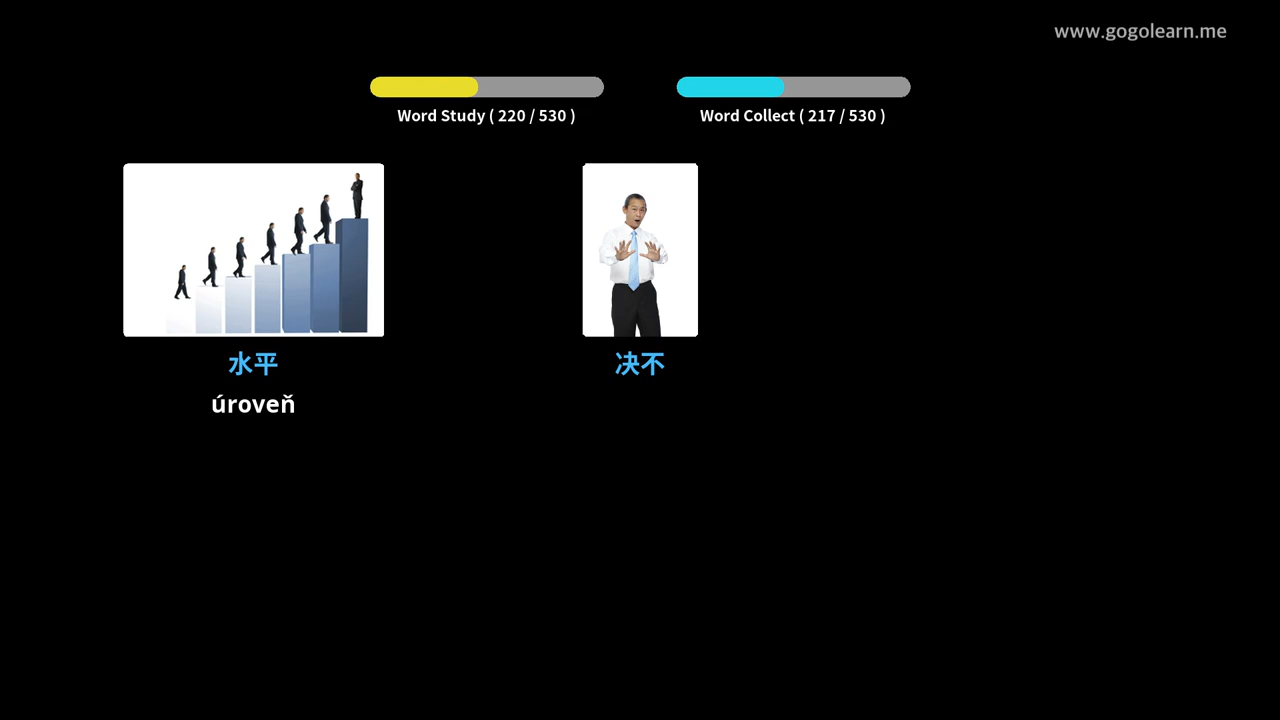 www.gogolearn.me
Word Study ( 220 / 530 )
Word Collect ( 217 / 530 )
水平
úroveň
决不